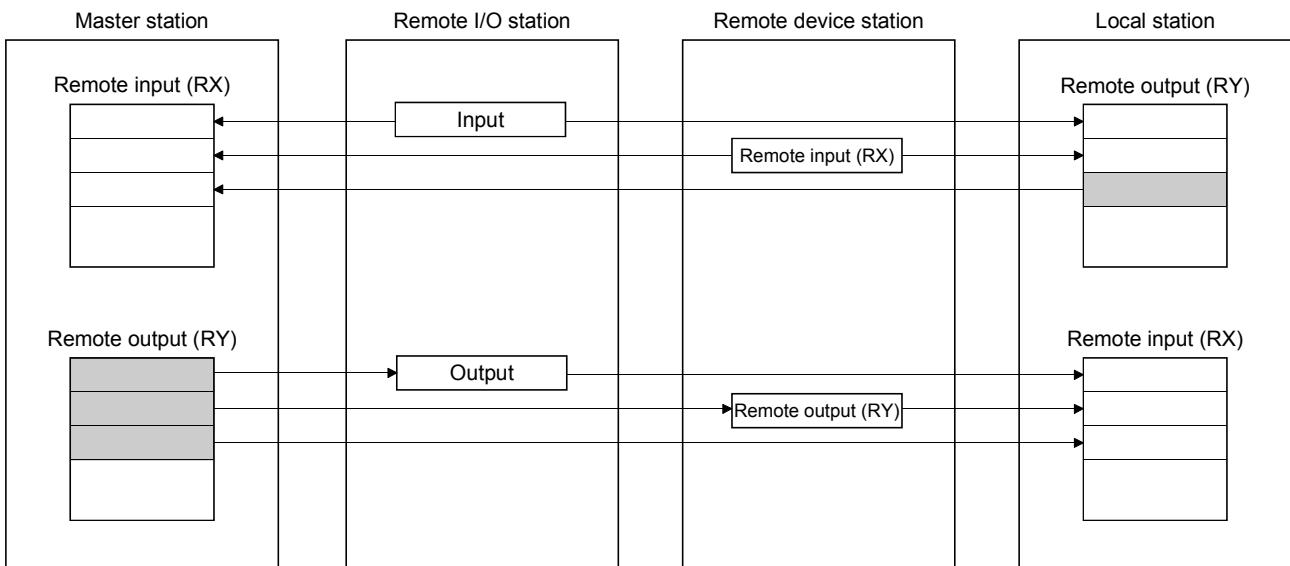 Master station
Remote I/O station
Remote device station
Local station
Remote input (RX)
Remote output (RY)
Input
Remote input (RX)
Remote output (RY)
Remote input (RX)
Output
Remote output (RY)